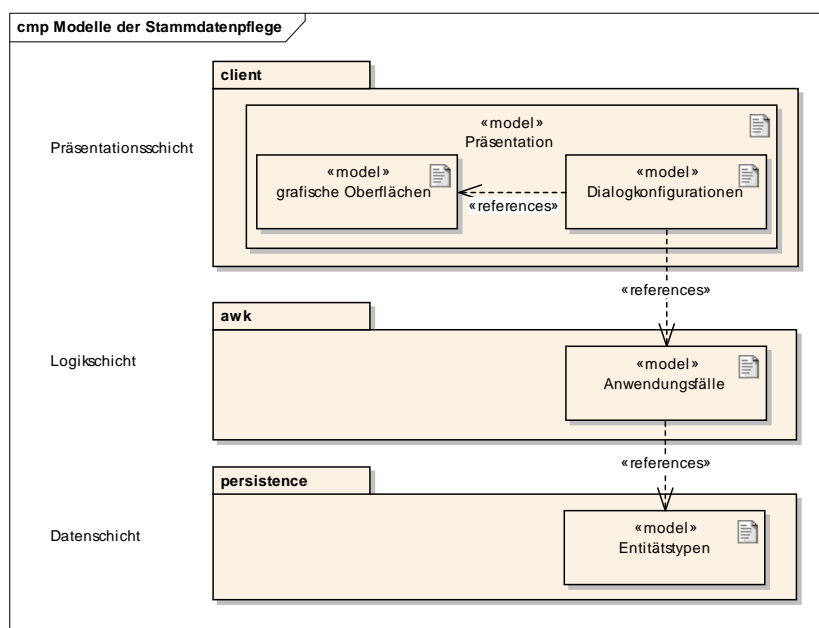 cmp Modelle der Stammdatenpflege
client
Präsentationsschicht
«model»
Präsentation
«model»
grafische Oberflächen
«model»
Dialogkonfigurationen
«references»
«references»
awk
Logikschicht
«model»
Anwendungsfälle
«references»
persistence
Datenschicht
«model»
Entitätstypen